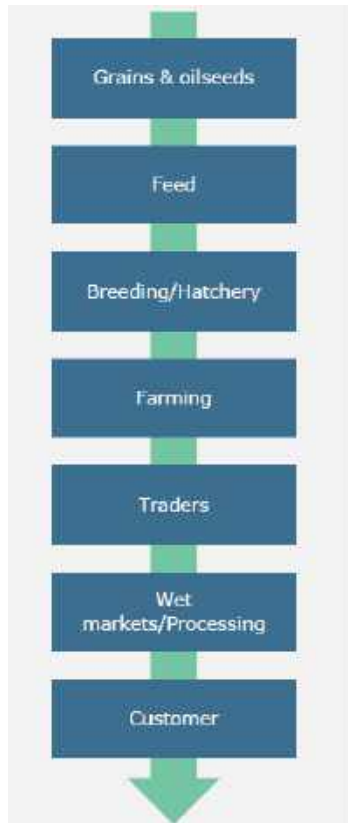 Grains & oilseeds
Feed
Breeding/Hatchery
Farming
Traders
Wet
markets/Processing
Customer